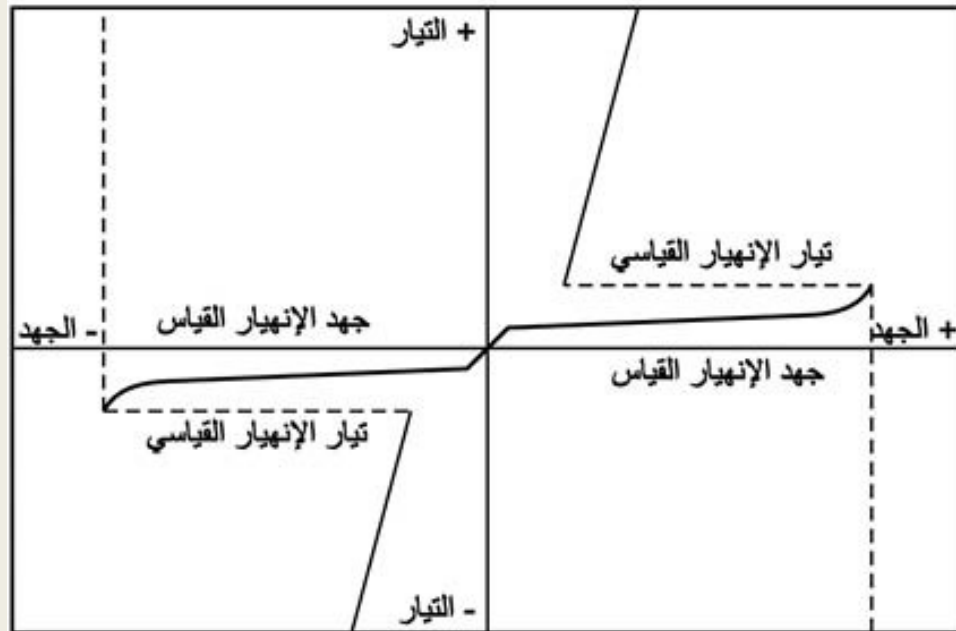 + التيار
تيار الإنهيار القياسي
جهد الإنهيار القياس
- الجهد
+ الجهد
جهد الإنهيار القياس
تيار الإنهيار القياسي
- التيار